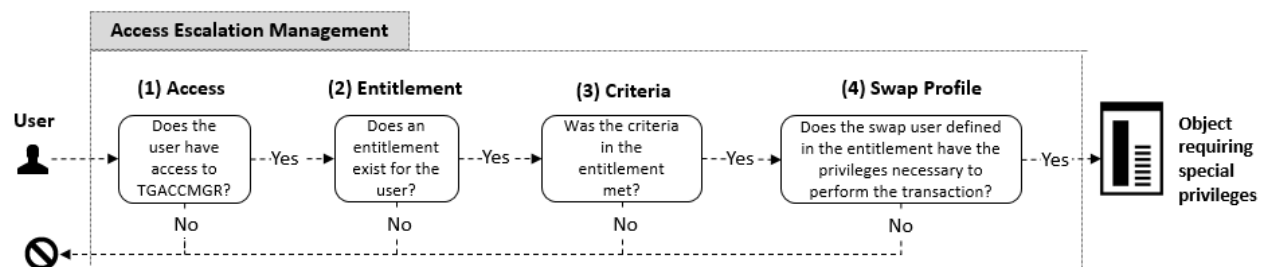 Access Escalation Management
(1) Access
(2) Entitlement
(3) Criteria
(4) Swap Profile
User
Does the
user have
access to
TGACCMGR?
Yes
Does an
entitlement
exist for the
user?
Yes
Was the criteria
in the
entitlement
met?
Yes
Does the swap user defined
in the entitlement have the
privileges necessary to
perform the transaction?
Yes
Object
requiring
special
privileges
No
No
No
No